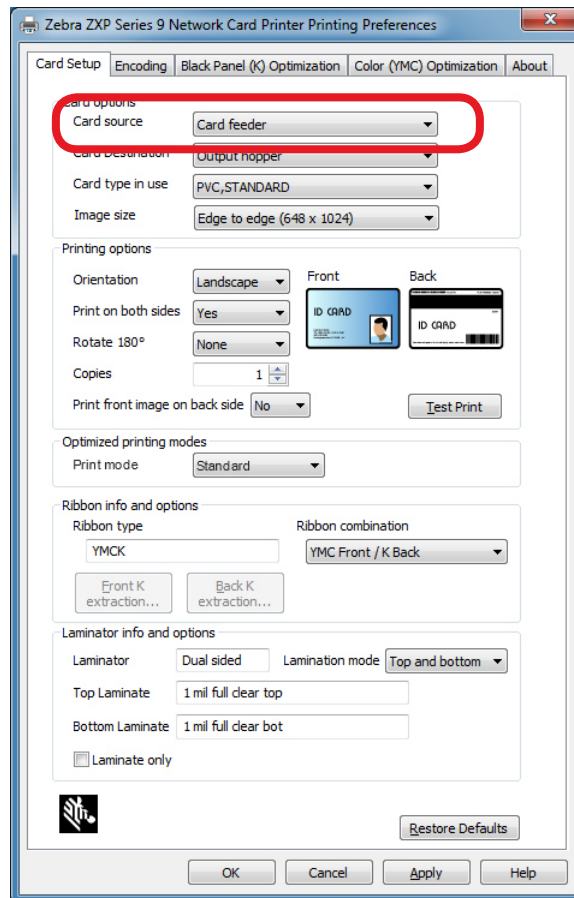 Zebra ZXP Series 9 Network Card Printer Printing Preferences
Card Setup Encoding Black Panel (K) Optimization Color (YMC) Optimization About
Card options
Card source Card feeder
Card Destination Output hopper
Card type in use PVC,STANDARD
Image size Edge to edge (648 x 1024)
Printing options
Orientation Landscape Front Back
Print on both sides Yes ID CARD ID CARD
Rotate 180° None
Copies 1
Print front image on back side No Test Print
Optimized printing modes
Print mode Standard
Ribbon info and options
Ribbon type Ribbon combination
YMCK YMC Front / K Back
Front K extraction... Back K extraction...
Laminator info and options
Laminator Dual sided Lamination mode Top and bottom
Top Laminate 1 mil full clear top
Bottom Laminate 1 mil full clear bot
Laminate only
Restore Defaults
OK Cancel Apply Help